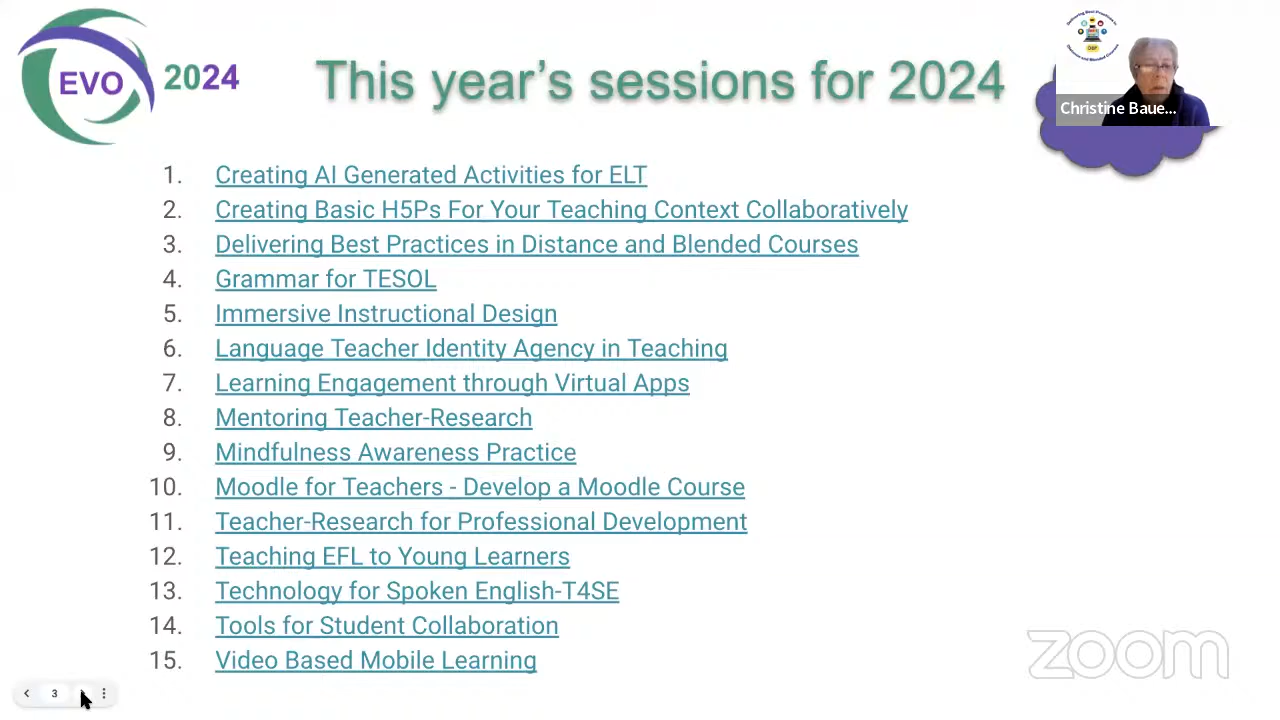 EVO 2024
This year's sessions for 2024
Christine Baue...
1. Creating AI Generated Activities for ELT
2. Creating Basic H5Ps For Your Teaching Context Collaboratively
3. Delivering Best Practices in Distance and Blended Courses
4. Grammar for TESOL
5. Immersive Instructional Design
6. Language Teacher Identity Agency in Teaching
7. Learning Engagement through Virtual Apps
8. Mentoring Teacher-Research
9. Mindfulness Awareness Practice
10. Moodle for Teachers - Develop a Moodle Course
11. Teacher-Research for Professional Development
12. Teaching EFL to Young Learners
13. Technology for Spoken English-T4SE
14. Tools for Student Collaboration
15. Video Based Mobile Learning
zoom
3